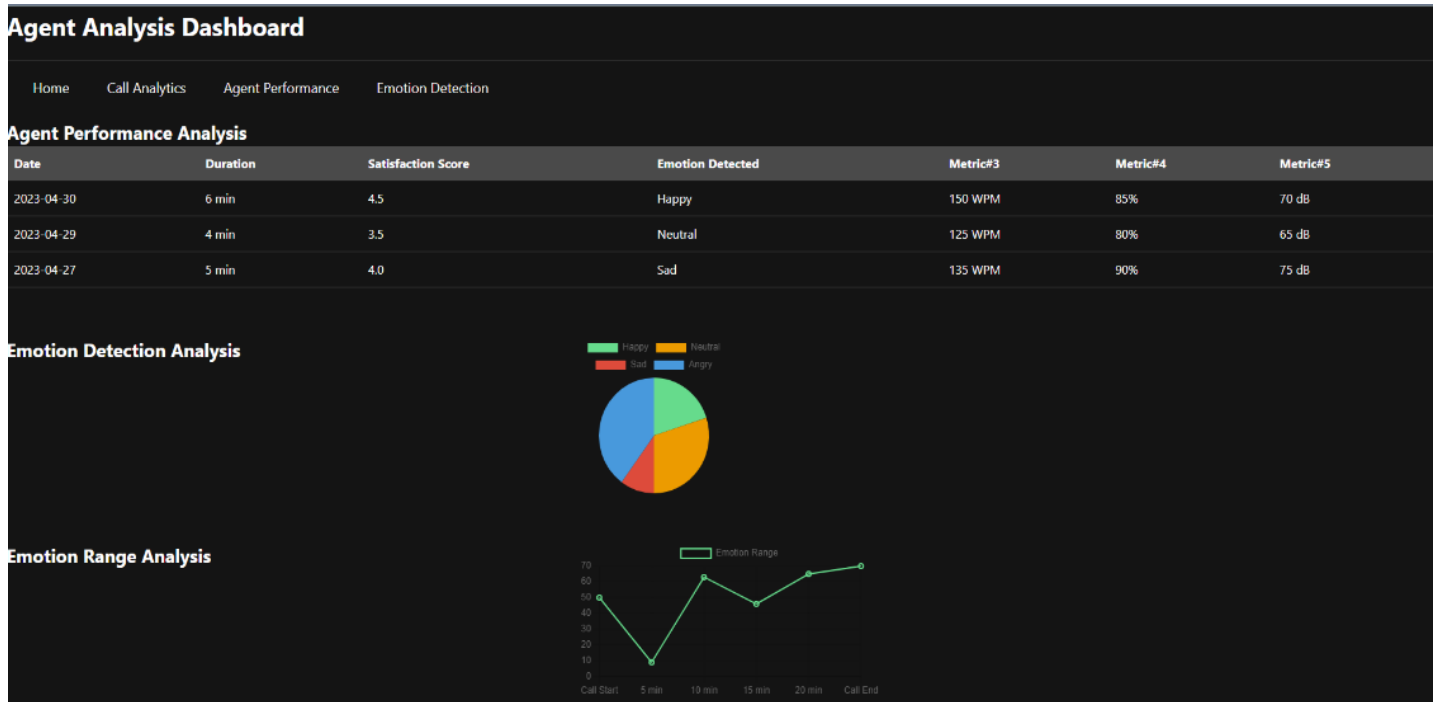 Agent Analysis Dashboard
Home Call Analytics Agent Performance Emotion Detection
Agent Performance Analysis
Date Duration Satisfaction Score Emotion Detected Metric#3 Metric#4 Metric#5
2023-04-30 6 min 4.5 Happy 150 WPM 85% 70 dB
2023-04-29 4 min 3.5 Neutral 125 WPM 80% 65 dB
2023-04-27 5 min 4.0 Sad 135 WPM 90% 75 dB
Emotion Detection Analysis
Happy Neutral
Sad Angry
Emotion Range Analysis
Emotion Range
70
60
50
40
30
20
10
0
Call Start 5 min 10 min 15 min 20 min Call End